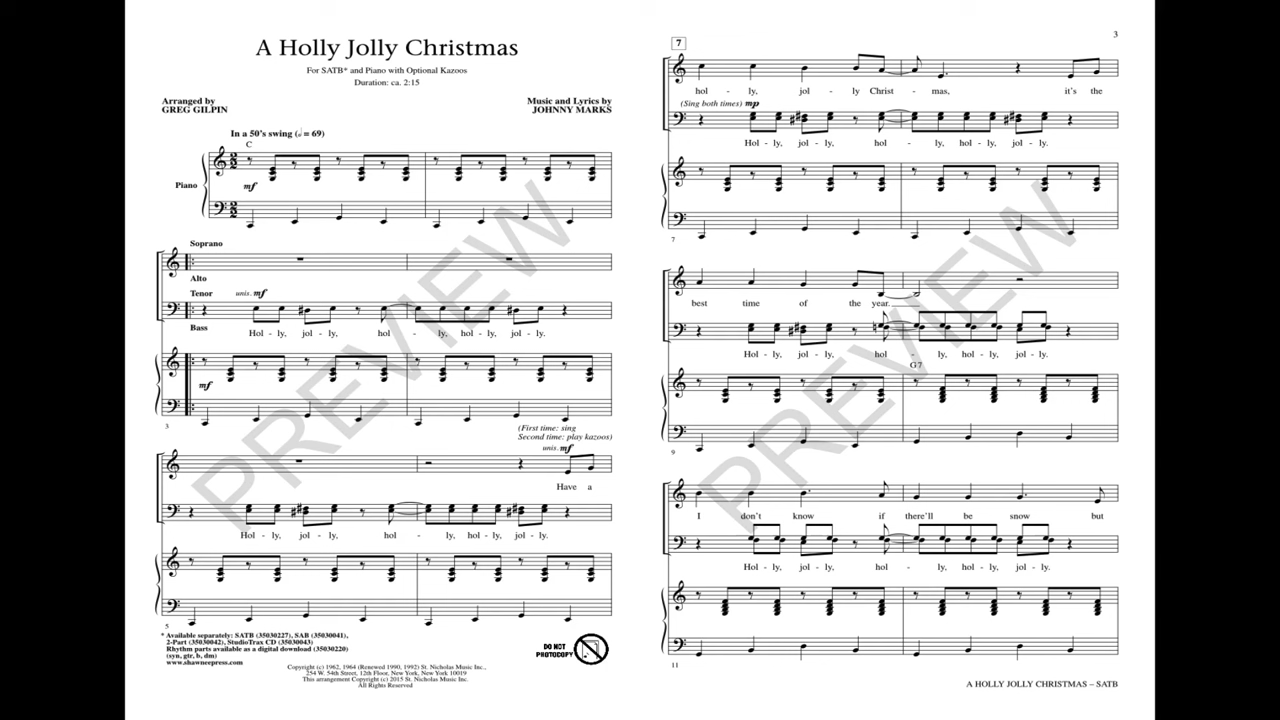 A Holly Jolly Christmas
For SATB* and Piano with Optional Kazoos
Duration: ca. 2:15
Arranged by
GREG GILPIN
Music and Lyrics by
JOHNNY MARKS
In a 50's swing (𝅗𝅥 = 69)
C
Piano
mf
Soprano
Alto
Tenor
unis. mf
Bass
Hol - ly, jol - ly, hol - ly, hol - ly, jol - ly.
mf
3
(First time: sing
Second time: play kazoos)
unis. mf
Have a
Hol - ly, jol - ly, hol - ly, hol - ly, jol - ly.
5
* Available separately: SATB (35030227), SAB (35030041),
2-Part (35030042), StudioTrax CD (35030043)
Rhythm parts available as a digital download (35030220)
(syn, gtr, b, dm)
www.shawneepress.com
DO NOT
PHOTOCOPY
Copyright (c) 1962, 1964 (Renewed 1990, 1992) St. Nicholas Music Inc.,
254 W. 54th Street, 12th Floor, New York, New York 10019
This arrangement Copyright (c) 2015 St. Nicholas Music Inc.
All Rights Reserved
PREVIEW
3
7
hol - ly, jol - ly Christ - mas, it's the
(Sing both times) mp
Hol - ly, jol - ly, hol - ly, hol - ly, jol - ly.
7
best time of the year.
Hol - ly, jol - ly, hol - ly, hol - ly, jol - ly.
G7
9
I don't know if there'll be snow but
Hol - ly, jol - ly, hol - ly, hol - ly, jol - ly.
11
A HOLLY JOLLY CHRISTMAS – SATB
PREVIEW